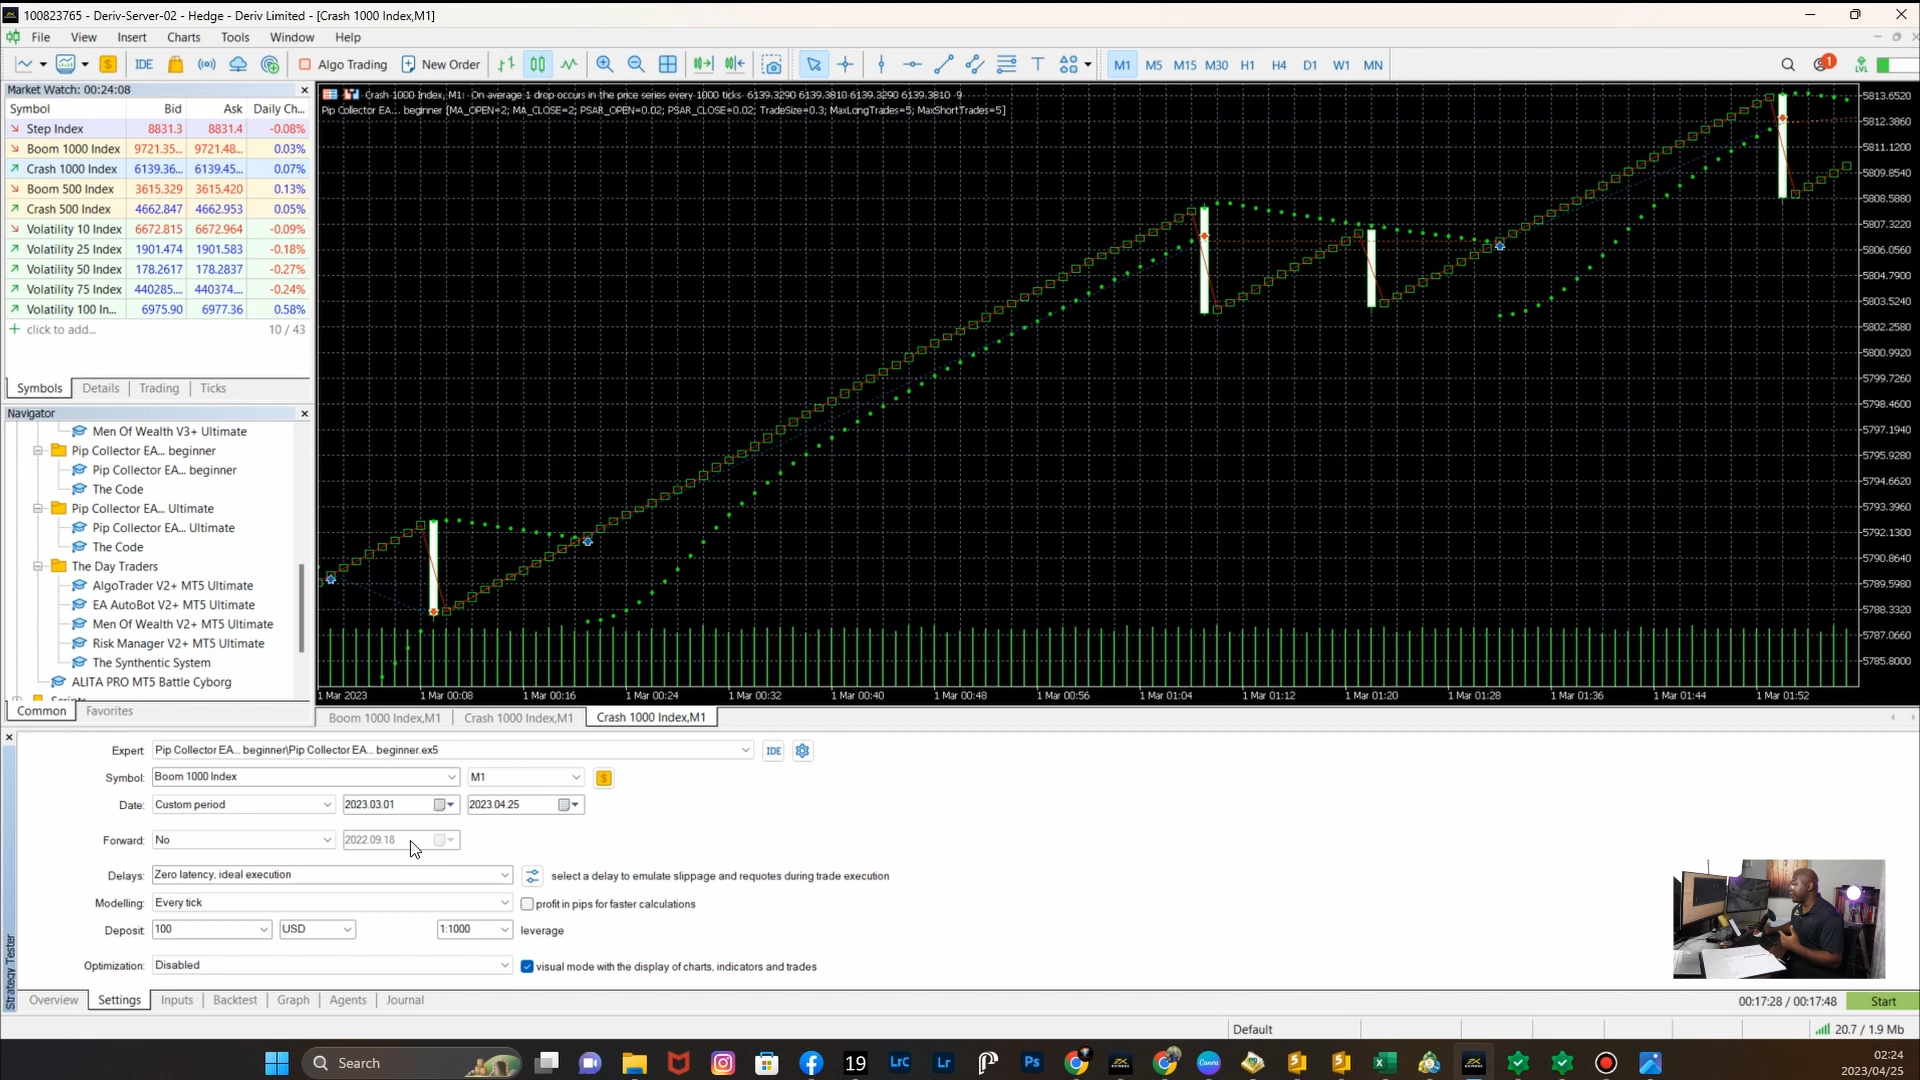 100823765 - Deriv-Server-02 - Hedge - Deriv Limited - [Crash 1000 Index,M1]
File View Insert Charts Tools Window Help
IDE Algo Trading New Order M1 M5 M15 M30 H1 H4 D1 W1 MN 1 LVL
Market Watch: 00:24:08
Symbol Bid Ask Daily Ch...
Step Index 8831.3 8831.4 -0.08%
Boom 1000 Index 9721.35... 9721.48... 0.03%
Crash 1000 Index 6139.36... 6139.45... 0.07%
Boom 500 Index 3615.329 3615.420 0.13%
Crash 500 Index 4662.847 4662.953 0.05%
Volatility 10 Index 6672.815 6672.964 -0.09%
Volatility 25 Index 1901.474 1901.583 -0.18%
Volatility 50 Index 178.2617 178.2837 -0.27%
Volatility 75 Index 440285.... 440374.... -0.24%
Volatility 100 In... 6975.90 6977.36 0.58%
click to add... 10 / 43
Symbols Details Trading Ticks
Navigator
Men Of Wealth V3+ Ultimate
Pip Collector EA... beginner
Pip Collector EA... beginner
The Code
Pip Collector EA... Ultimate
Pip Collector EA... Ultimate
The Code
The Day Traders
AlgoTrader V2+ MT5 Ultimate
EA AutoBot V2+ MT5 Ultimate
Men Of Wealth V2+ MT5 Ultimate
Risk Manager V2+ MT5 Ultimate
The Synthentic System
ALITA PRO MT5 Battle Cyborg
Common Favorites
Crash 1000 Index, M1: On average 1 drop occurs in the price series every 1000 ticks 6139.3290 6139.3810 6139.3290 6139.3810 9
Pip Collector EA... beginner [MA_OPEN=2; MA_CLOSE=2; PSAR_OPEN=0.02; PSAR_CLOSE=0.02; TradeSize=0.3; MaxLongTrades=5; MaxShortTrades=5]
5813.6520
5812.3860
5811.1200
5809.8540
5808.5880
5807.3220
5806.0560
5804.7900
5803.5240
5802.2580
5800.9920
5799.7260
5798.4600
5797.1940
5795.9280
5794.6620
5793.3960
5792.1300
5790.8640
5789.5980
5788.3320
5787.0660
5785.8000
1 Mar 2023 1 Mar 00:08 1 Mar 00:16 1 Mar 00:24 1 Mar 00:32 1 Mar 00:40 1 Mar 00:48 1 Mar 00:56 1 Mar 01:04 1 Mar 01:12 1 Mar 01:20 1 Mar 01:28 1 Mar 01:36 1 Mar 01:44 1 Mar 01:52
Boom 1000 Index,M1 Crash 1000 Index,M1 Crash 1000 Index,M1
Expert: Pip Collector EA... beginner\Pip Collector EA... beginner.ex5 IDE
Symbol: Boom 1000 Index M1
Date: Custom period 2023.03.01 2023.04.25
Forward: No 2022.09.18
Delays: Zero latency, ideal execution select a delay to emulate slippage and requotes during trade execution
Modelling: Every tick profit in pips for faster calculations
Deposit: 100 USD 1:1000 leverage
Optimization: Disabled visual mode with the display of charts, indicators and trades
Strategy Tester
Overview Settings Inputs Backtest Graph Agents Journal 00:17:28 / 00:17:48 Start
Default 20.7 / 1.9 Mb
Search 19 LrC Lr Ps 02:24
2023/04/25